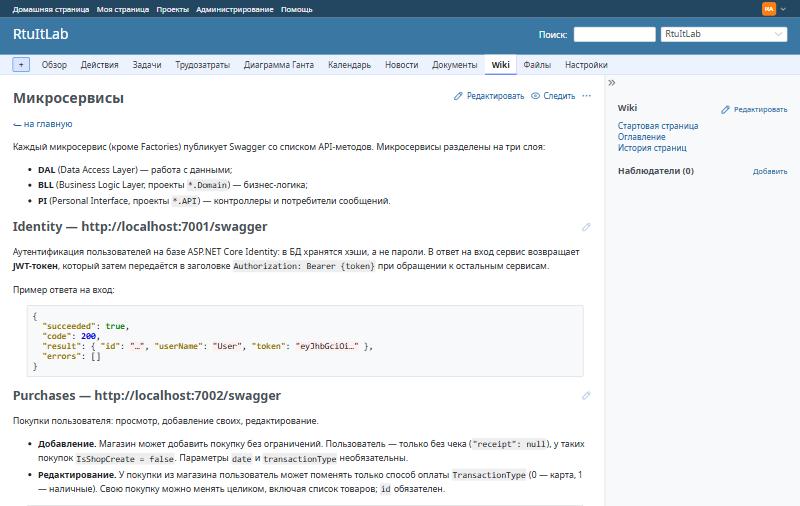 Домашняя страница Моя страница Проекты Администрирование Помощь
RA
RtuItLab
Поиск:
RtuItLab
+ Обзор Действия Задачи Трудозатраты Диаграмма Ганта Календарь Новости Документы Wiki Файлы Настройки
»
Микросервисы
Редактировать Следить ···
на главную
Каждый микросервис (кроме Factories) публикует Swagger со списком API-методов. Микросервисы разделены на три слоя:
• DAL (Data Access Layer) — работа с данными;
• BLL (Business Logic Layer, проекты *.Domain) — бизнес-логика;
• PI (Personal Interface, проекты *.API) — контроллеры и потребители сообщений.
Identity — http://localhost:7001/swagger
Аутентификация пользователей на базе ASP.NET Core Identity: в БД хранятся хэши, а не пароли. В ответ на вход сервис возвращает
JWT-токен, который затем передаётся в заголовке Authorization: Bearer {token} при обращении к остальным сервисам.
Пример ответа на вход:
{
"succeeded": true,
"code": 200,
"result": { "id": "…", "userName": "User", "token": "eyJhbGciOi…" },
"errors": []
}
Purchases — http://localhost:7002/swagger
Покупки пользователя: просмотр, добавление своих, редактирование.
• Добавление. Магазин может добавить покупку без ограничений. Пользователь — только без чека ("receipt": null), у таких
покупок IsShopCreate = false. Параметры date и transactionType необязательны.
• Редактирование. У покупки из магазина пользователь может поменять только способ оплаты TransactionType (0 — карта, 1
— наличные). Свою покупку можно менять целиком, включая список товаров; id обязателен.
Wiki
Редактировать
Стартовая страница
Оглавление
История страниц
Наблюдатели (0)
Добавить